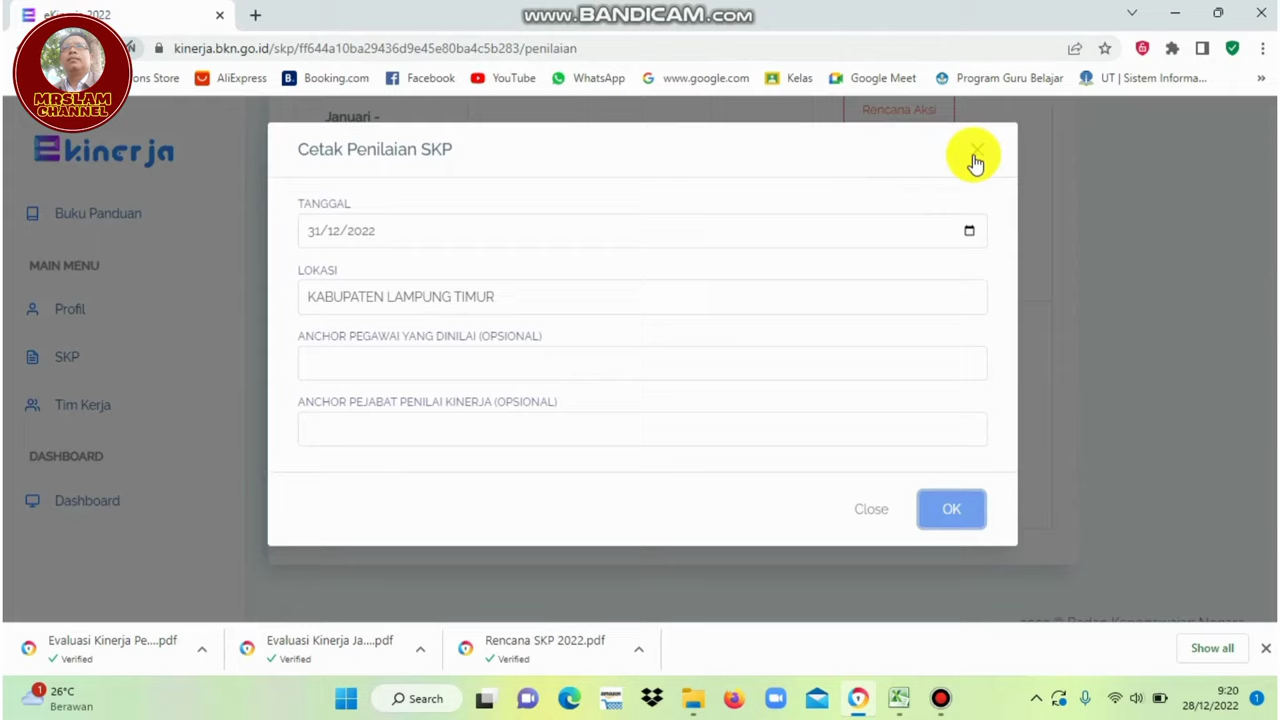 eKinerja 2022
www.BANDICAM.com
kinerja.bkn.go.id/skp/ff644a10ba29436d9e45e80ba4c5b283/penilaian
ons Store
AliExpress
Booking.com
Facebook
YouTube
WhatsApp
www.google.com
Kelas
Google Meet
Program Guru Belajar
UT | Sistem Informa...
MRSLAM
CHANNEL
Ekinerja
Buku Panduan
MAIN MENU
Profil
SKP
Tim Kerja
DASHBOARD
Dashboard
Januari -
Rencana Aksi
Cetak Penilaian SKP
TANGGAL
31/12/2022
LOKASI
KABUPATEN LAMPUNG TIMUR
ANCHOR PEGAWAI YANG DINILAI (OPSIONAL)
ANCHOR PEJABAT PENILAI KINERJA (OPSIONAL)
Close
OK
Evaluasi Kinerja Pe....pdf
Verified
Evaluasi Kinerja Ja....pdf
Verified
Rencana SKP 2022.pdf
Verified
Show all
1
26°C
Berawan
Search
9:20
28/12/2022
1